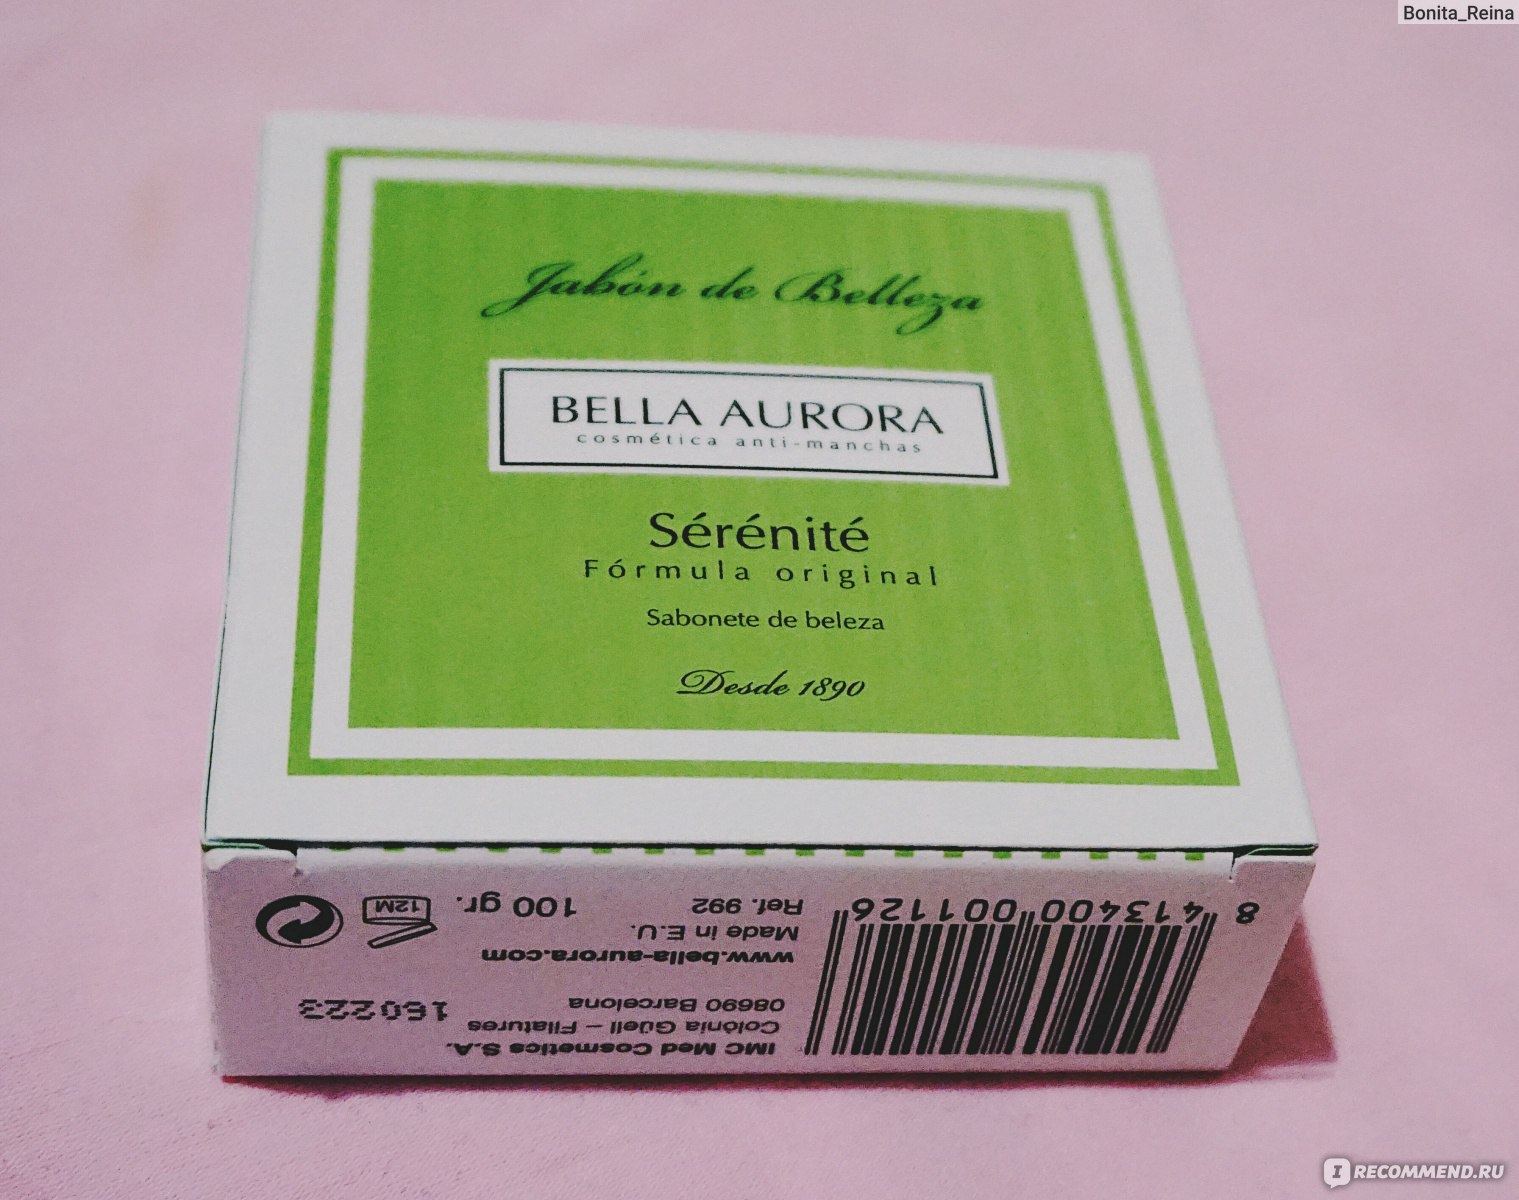 Bonita_Reina
Jabón de Belleza
BELLA AURORA
cosmética anti-manchas
Sérénité
Fórmula original
Sabonete de beleza
Desde 1890
IMC Med Cosmetics S.A.
Colònia Güell – Filatures
08690 Barcelona
160223
www.bella-aurora.com
Made in E.U.
Ref. 992
100 gr.
12M
8 413400 001126
IRECOMMEND.RU